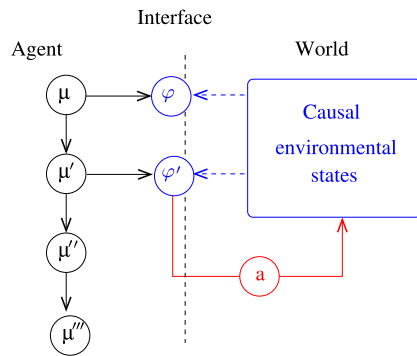 Interface
Agent
World
μ
φ
Causal
environmental
states
μ′
φ′
μ″
a
μ‴